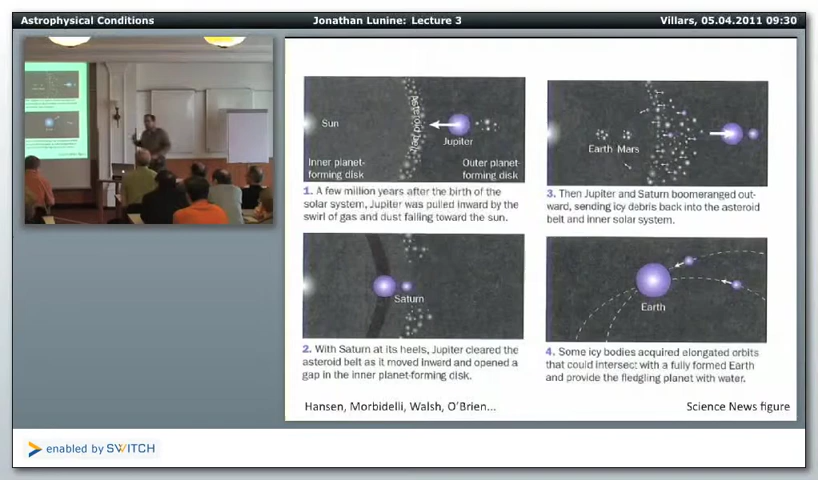 Astrophysical Conditions
Jonathan Lunine: Lecture 3
Villars, 05.04.2011 09:30
Sun
Asteroid belt
Jupiter
Inner planet-
forming disk
Outer planet-
forming disk
1. A few million years after the birth of the
solar system, Jupiter was pulled inward by the
swirl of gas and dust falling toward the sun.
Saturn
2. With Saturn at its heels, Jupiter cleared the
asteroid belt as it moved inward and opened a
gap in the inner planet-forming disk.
Earth Mars
3. Then Jupiter and Saturn boomeranged out-
ward, sending icy debris back into the asteroid
belt and inner solar system.
Earth
4. Some icy bodies acquired elongated orbits
that could intersect with a fully formed Earth
and provide the fledgling planet with water.
Hansen, Morbidelli, Walsh, O'Brien...
Science News figure
enabled by SWITCH